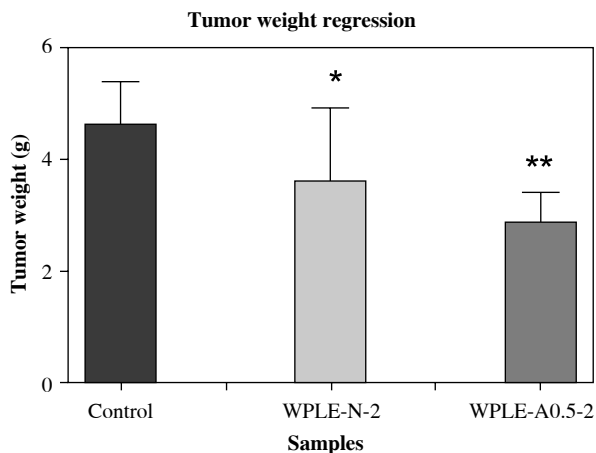 Tumor weight regression
6
4
2
0
Tumor weight (g)
*
**
Control
WPLE-N-2
WPLE-A0.5-2
Samples